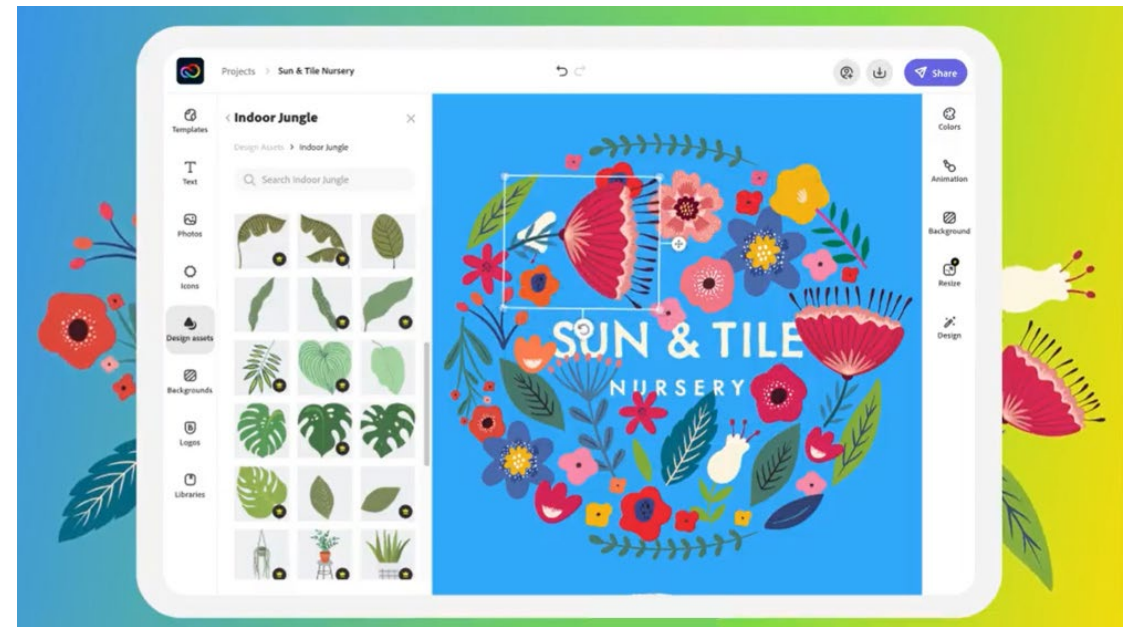 Projects > Sun & Tile Nursery
Share
Templates
Text
Photos
Icons
Design assets
Backgrounds
Logos
Libraries
Indoor Jungle
Design Assets > Indoor Jungle
Search Indoor Jungle
SUN & TILE
NURSERY
Colors
Animation
Background
Resize
Design